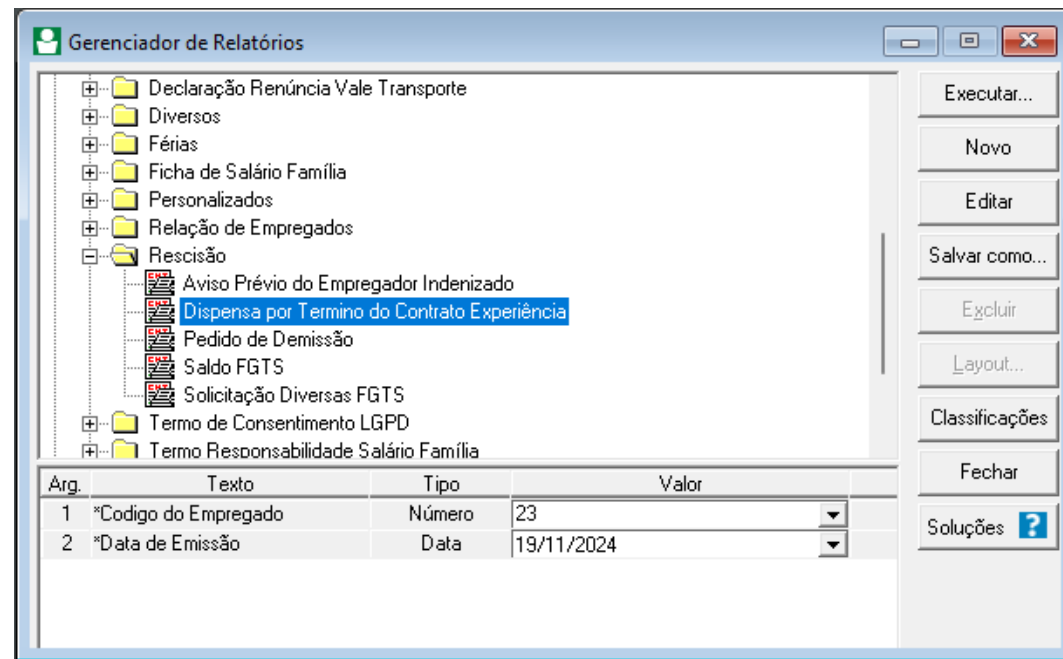 Gerenciador de Relatórios
Declaração Renúncia Vale Transporte
Diversos
Férias
Ficha de Salário Família
Personalizados
Relação de Empregados
Rescisão
Aviso Prévio do Empregador Indenizado
Dispensa por Termino do Contrato Experiência
Pedido de Demissão
Saldo FGTS
Solicitação Diversas FGTS
Termo de Consentimento LGPD
Termo Responsabilidade Salário Família
Executar...
Novo
Editar
Salvar como...
Excluir
Layout...
Classificações
Fechar
Soluções ?
Arg. Texto Tipo Valor
1 *Codigo do Empregado Número 23
2 *Data de Emissão Data 19/11/2024